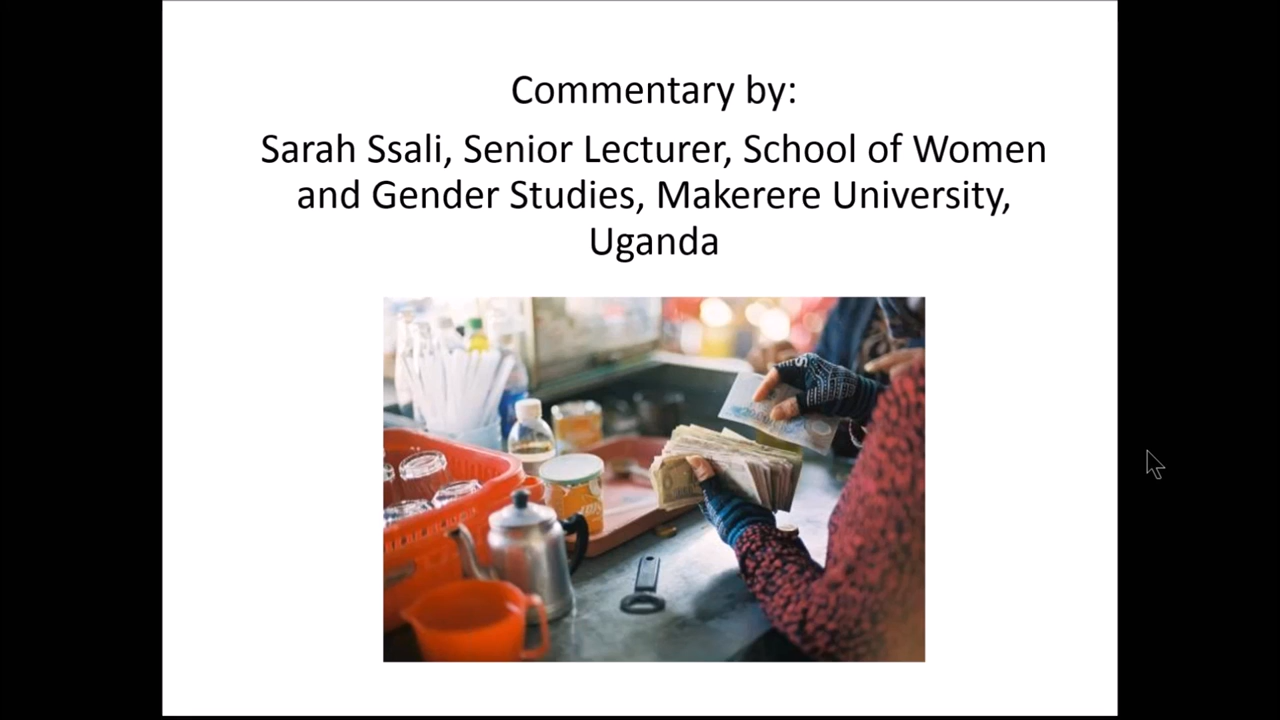 Commentary by:
Sarah Ssali, Senior Lecturer, School of Women
and Gender Studies, Makerere University,
Uganda